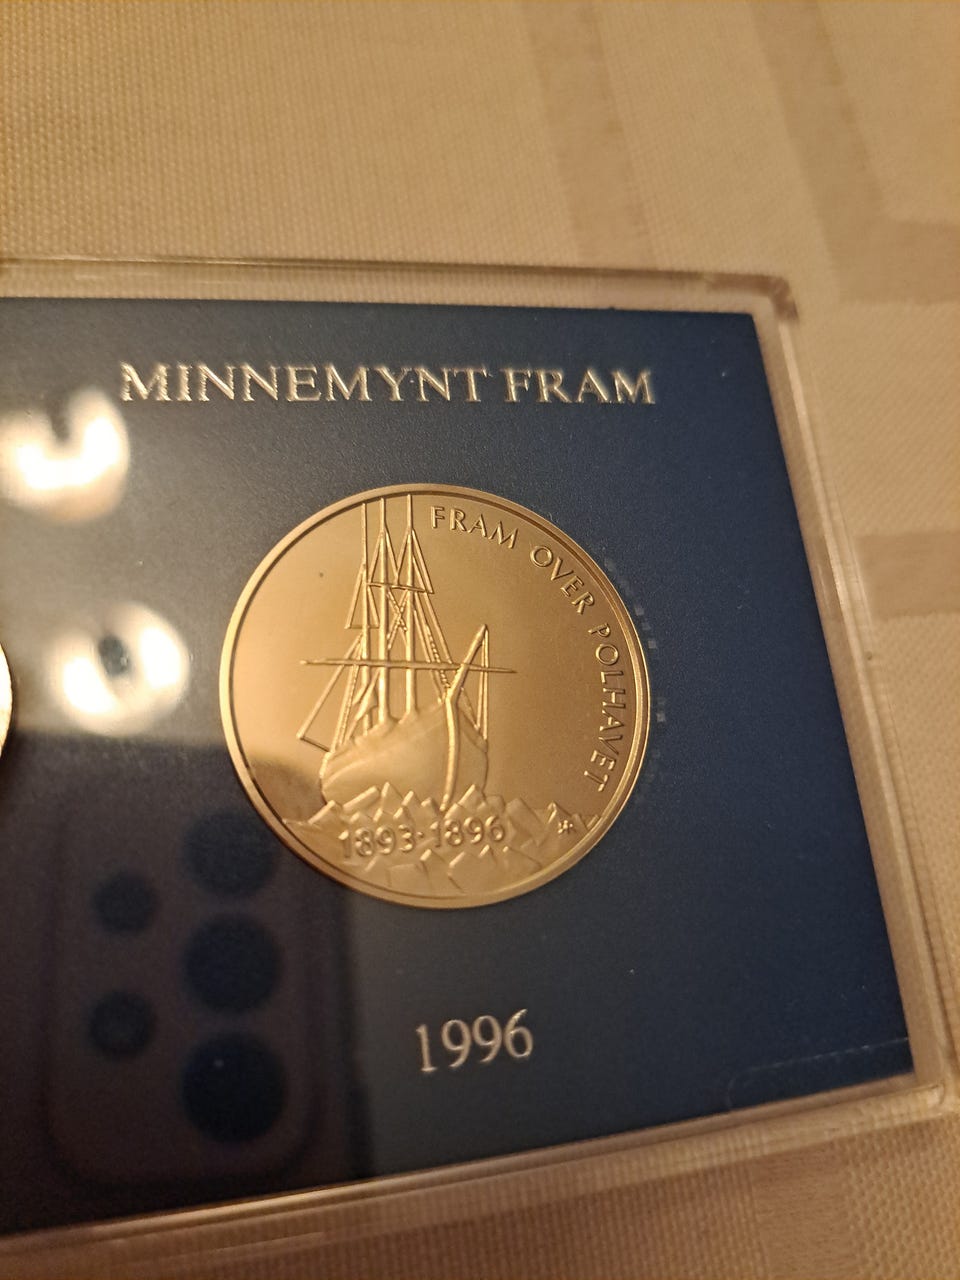 MINNEMYNT FRAM
FRAM OVER POLHAVET
1893·1896
1996